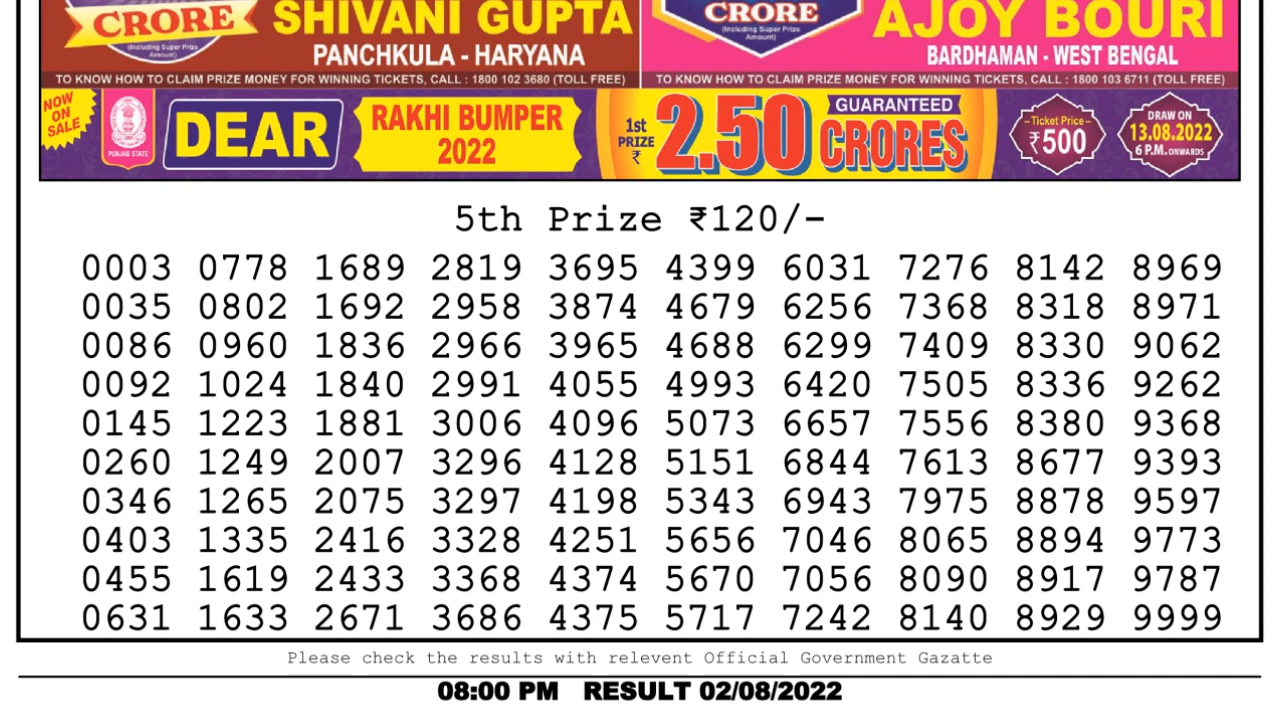 CRORE
(Including Super Prize
Amount)
SHIVANI GUPTA
PANCHKULA - HARYANA
TO KNOW HOW TO CLAIM PRIZE MONEY FOR WINNING TICKETS, CALL : 1800 102 3680 (TOLL FREE)
CRORE
(Including Super Prize
Amount)
AJOY BOURI
BARDHAMAN - WEST BENGAL
TO KNOW HOW TO CLAIM PRIZE MONEY FOR WINNING TICKETS, CALL : 1800 103 6711 (TOLL FREE)
NOW
ON
SALE
PUNJAB STATE
DEAR
RAKHI BUMPER
2022
1st
PRIZE
₹
2.50
GUARANTEED
CRORES
Ticket Price
₹500
DRAW ON
13.08.2022
6 P.M. ONWARDS
5th Prize ₹120/-
0003 0778 1689 2819 3695 4399 6031 7276 8142 8969
0035 0802 1692 2958 3874 4679 6256 7368 8318 8971
0086 0960 1836 2966 3965 4688 6299 7409 8330 9062
0092 1024 1840 2991 4055 4993 6420 7505 8336 9262
0145 1223 1881 3006 4096 5073 6657 7556 8380 9368
0260 1249 2007 3296 4128 5151 6844 7613 8677 9393
0346 1265 2075 3297 4198 5343 6943 7975 8878 9597
0403 1335 2416 3328 4251 5656 7046 8065 8894 9773
0455 1619 2433 3368 4374 5670 7056 8090 8917 9787
0631 1633 2671 3686 4375 5717 7242 8140 8929 9999
Please check the results with relevent Official Government Gazatte
08:00 PM RESULT 02/08/2022